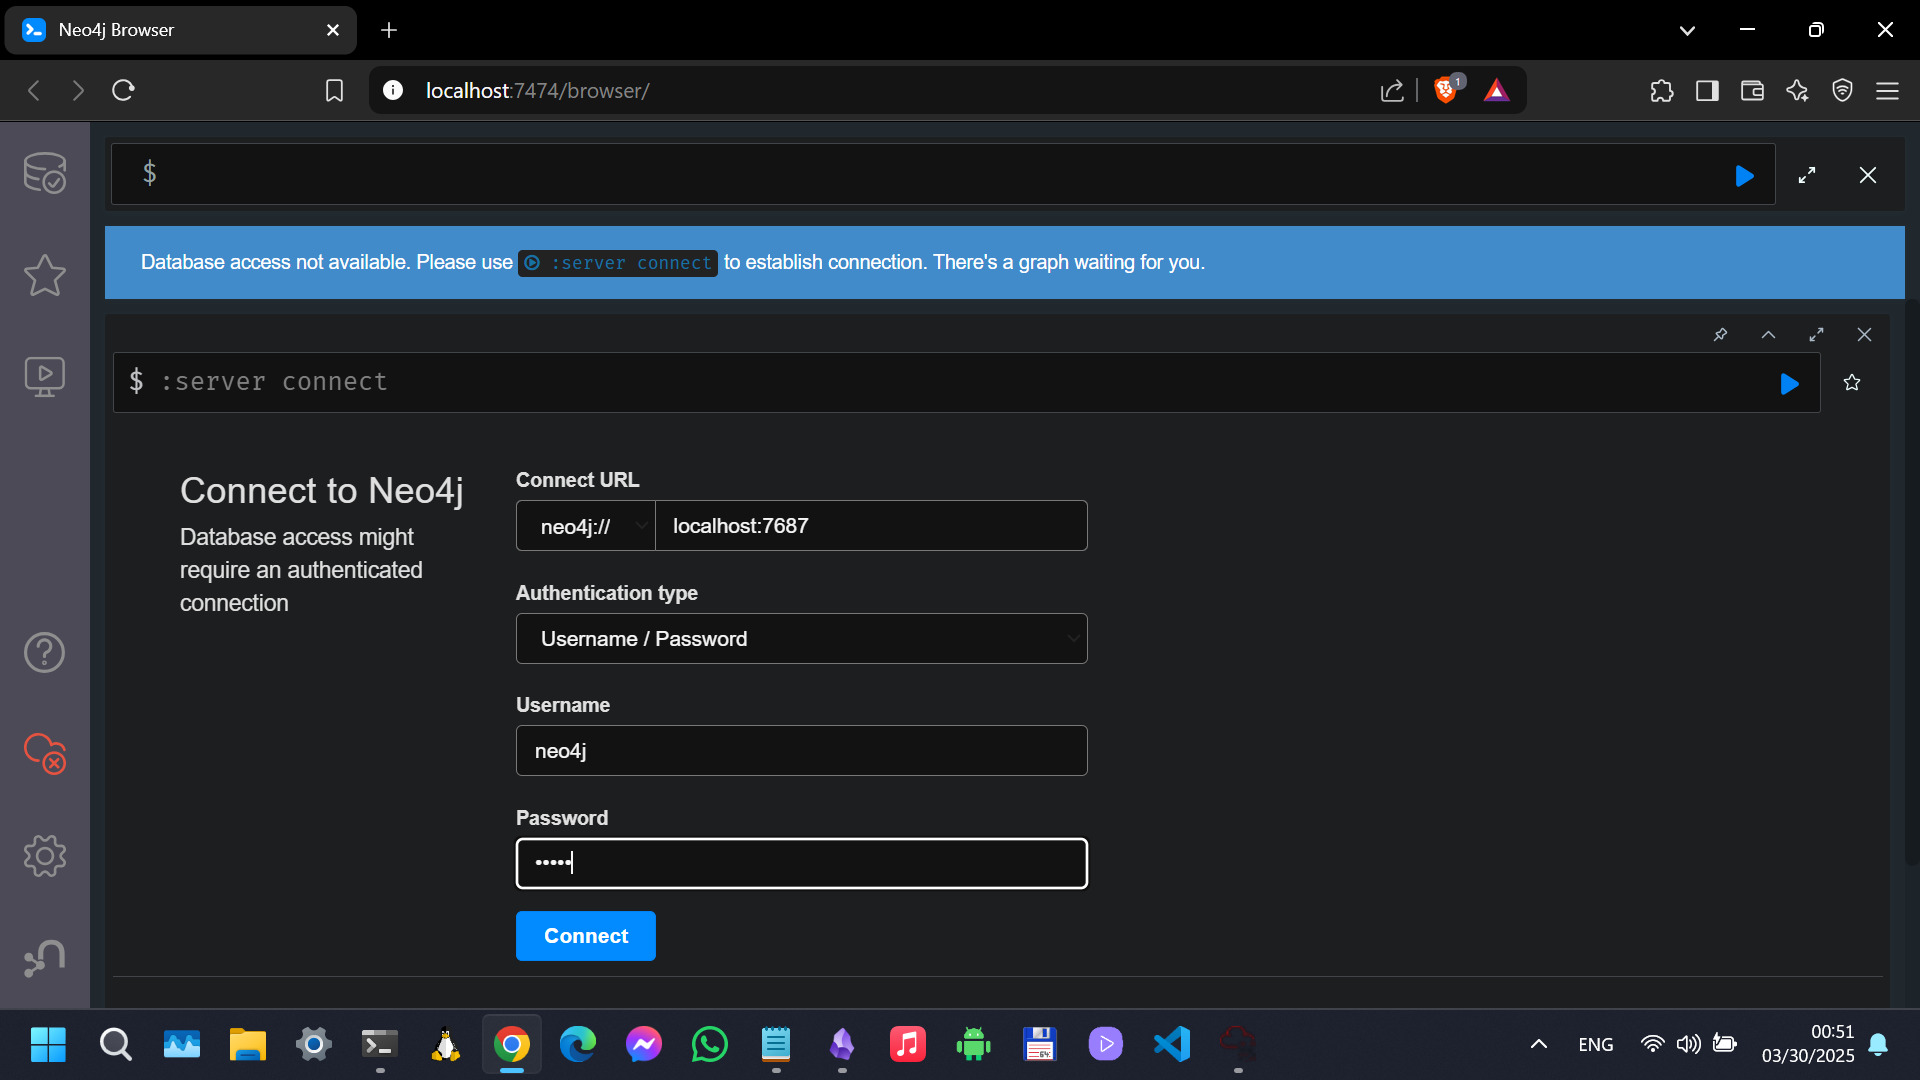 Neo4j Browser
localhost:7474/browser/
1
$
Database access not available. Please use :server connect to establish connection. There's a graph waiting for you.
$ :server connect
Connect to Neo4j
Database access might
require an authenticated
connection
Connect URL
neo4j://
localhost:7687
Authentication type
Username / Password
Username
neo4j
Password
•••••
Connect
64:
ENG
00:51
03/30/2025